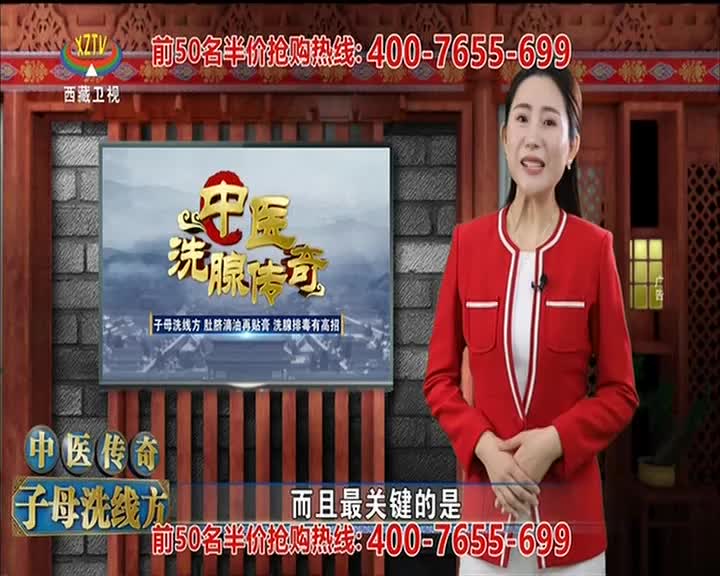 XZTV
西藏卫视
前50名半价抢购热线:400-7655-699
中医
洗腺传奇
子母洗线方 肚脐滴油再贴膏 洗腺排毒有高招
广告
中医传奇
子母洗线方
而且最关键的是
前50名半价抢购热线:400-7655-699